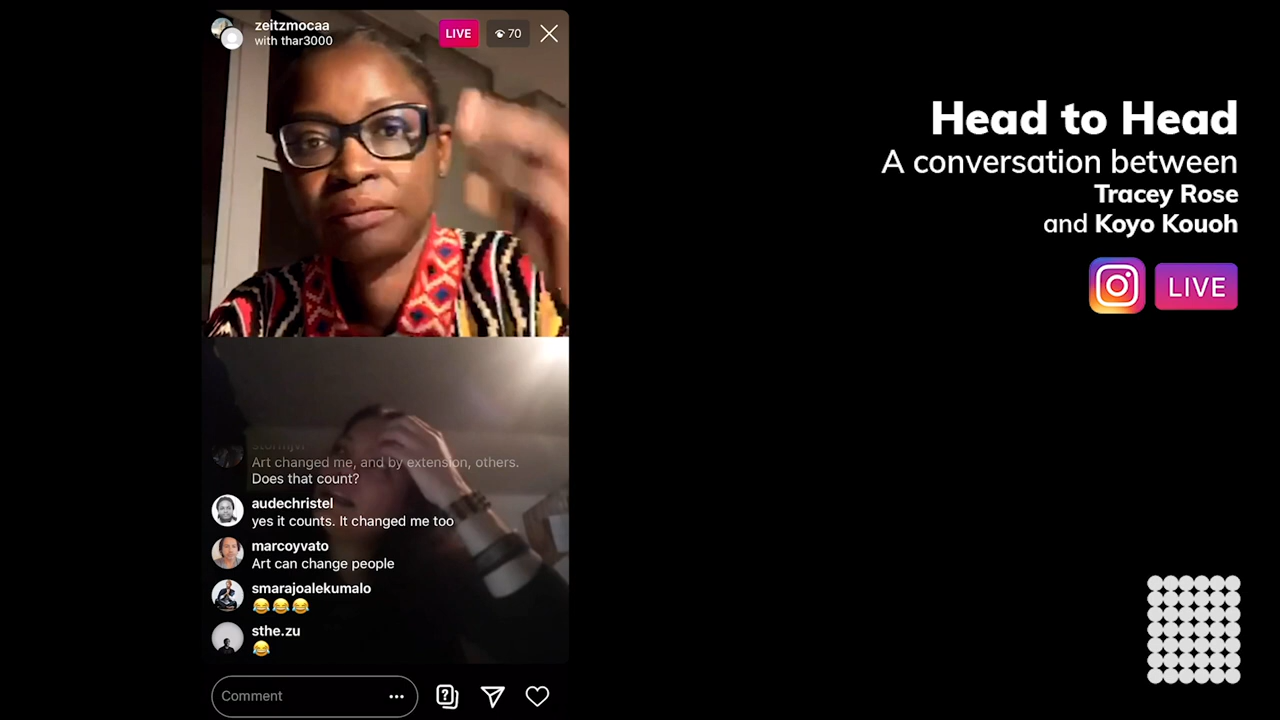 zeitzmocaa
with thar3000
LIVE
70
Head to Head
A conversation between
Tracey Rose
and Koyo Kouoh
LIVE
stormjvr
Art changed me, and by extension, others.
Does that count?
audechristel
yes it counts. It changed me too
marcoyvato
Art can change people
smarajoalekumalo
😂😂😂
sthe.zu
😂
Comment